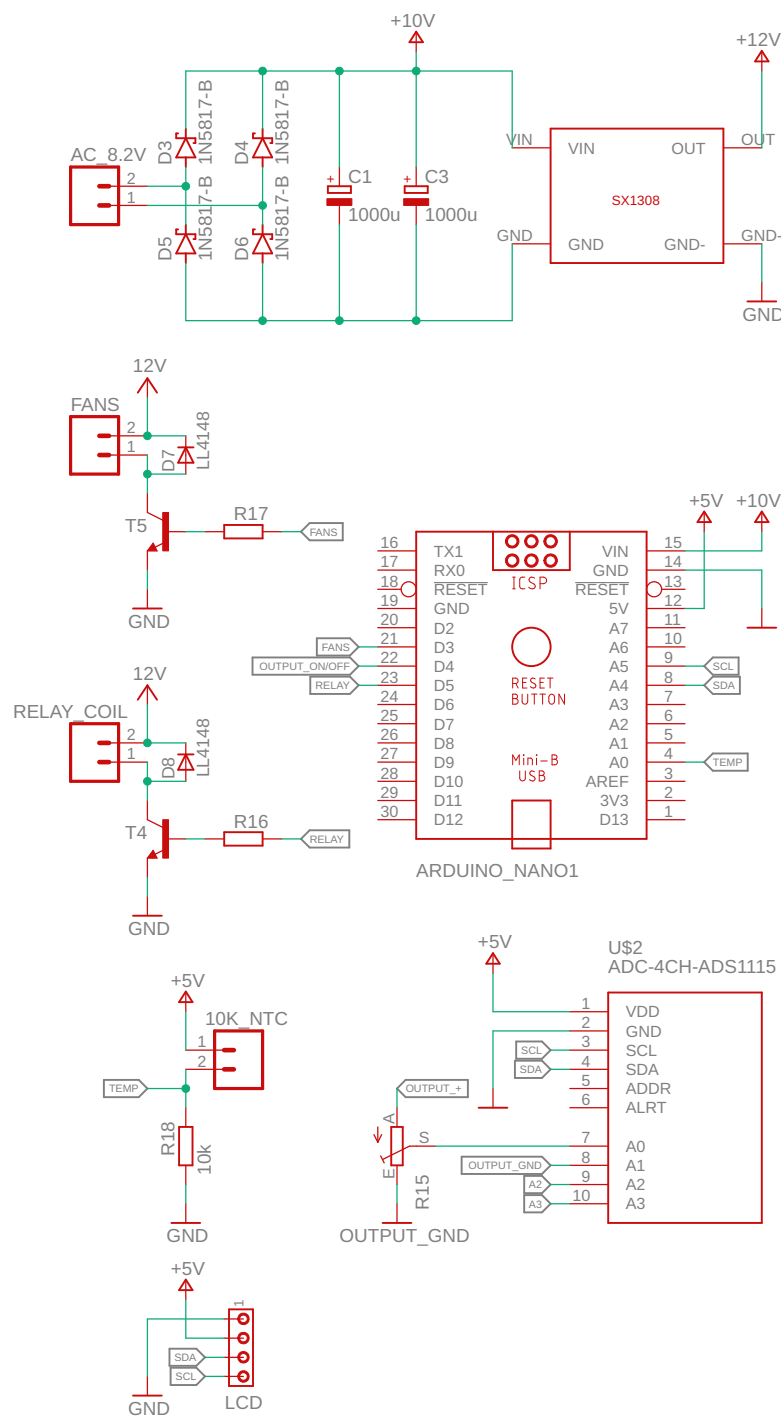 +10V
+12V
AC_8.2V
2
1
D3
1N5817-B
D4
1N5817-B
D5
1N5817-B
D6
1N5817-B
+
C1
1000u
+
C3
1000u
VIN
VIN
OUT
OUT
SX1308
GND
GND
GND-
GND-
GND
12V
FANS
2
1
D7
LL4148
T5
R17
FANS
GND
12V
RELAY_COIL
2
1
D8
LL4148
T4
R16
RELAY
GND
+5V
+10V
16 TX1
17 RX0
18 RESET
19 GND
20 D2
FANS 21 D3
OUTPUT_ON/OFF 22 D4
RELAY 23 D5
24 D6
25 D7
26 D8
27 D9
28 D10
29 D11
30 D12
ICSP
RESET
BUTTON
Mini-B
USB
VIN 15
GND 14
RESET 13
5V 12
A7 11
A6 10
A5 9 SCL
A4 8 SDA
A3 7
A2 6
A1 5
A0 4 TEMP
AREF 3
3V3 2
D13 1
ARDUINO_NANO1
+5V
10K_NTC
1
2
TEMP
R18
10k
GND
+5V
U$2
ADC-4CH-ADS1115
1 VDD
2 GND
SCL 3 SCL
SDA 4 SDA
5 ADDR
6 ALRT
7 A0
OUTPUT_GND 8 A1
A2 9 A2
A3 10 A3
OUTPUT_+
A
S
E
R15
OUTPUT_GND
+5V
1
SDA
SCL
LCD
GND